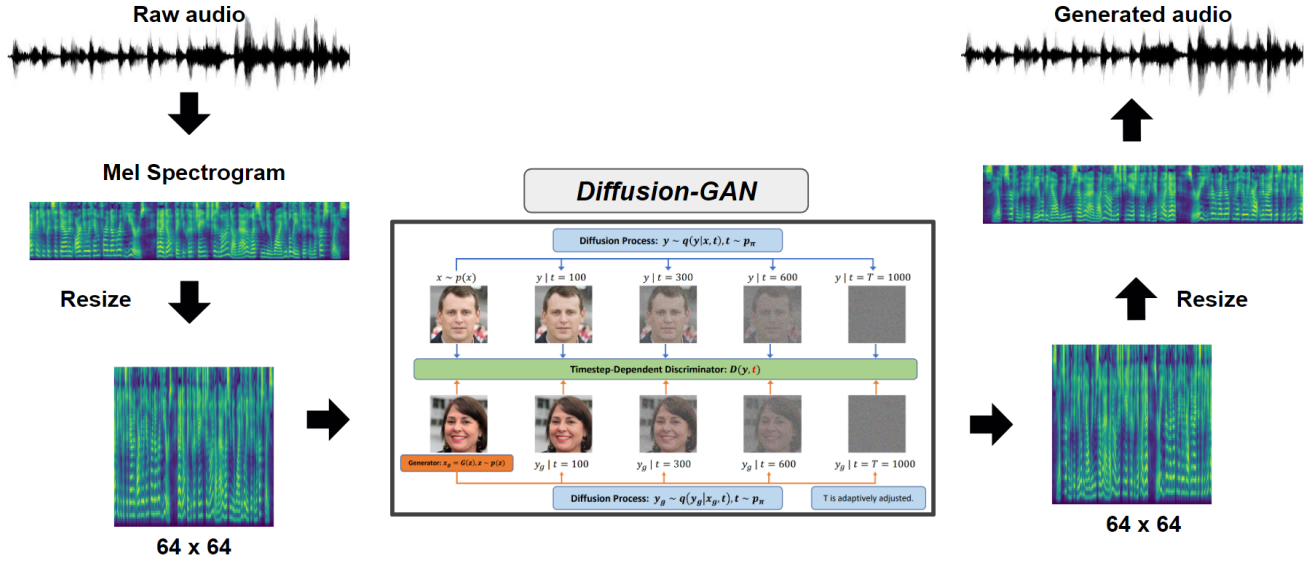 Raw audio
Generated audio
Mel Spectrogram
Resize
64 x 64
Diffusion-GAN
Diffusion Process: y ~ q(y|x, t), t ~ p_π
x ~ p(x)
y | t = 100
y | t = 300
y | t = 600
y | t = T = 1000
Timestep-Dependent Discriminator: D(y, t)
Generator: x_g = G(z), z ~ p(z)
y_g | t = 100
y_g | t = 300
y_g | t = 600
y_g | t = T = 1000
Diffusion Process: y_g ~ q(y_g|x_g, t), t ~ p_π
T is adaptively adjusted.
Resize
64 x 64